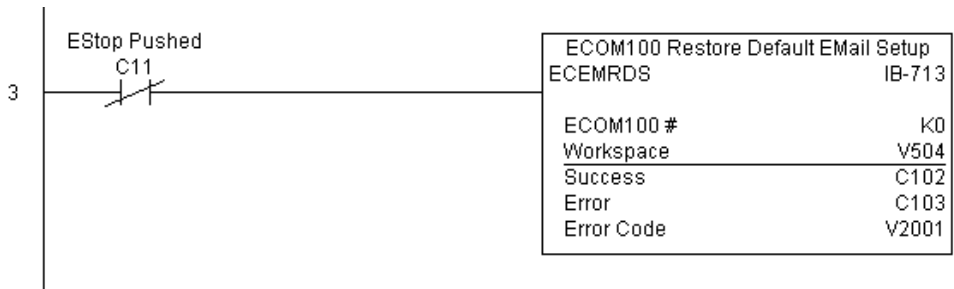 EStop Pushed
C11
3
ECOM100 Restore Default EMail Setup
ECEMRDS IB-713
ECOM100 # K0
Workspace V504
Success C102
Error C103
Error Code V2001